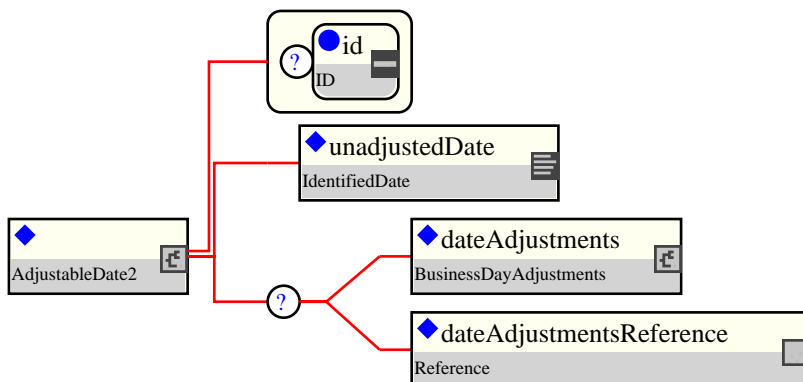 ?
id
ID
unadjustedDate
IdentifiedDate
AdjustableDate2
?
dateAdjustments
BusinessDayAdjustments
dateAdjustmentsReference
Reference